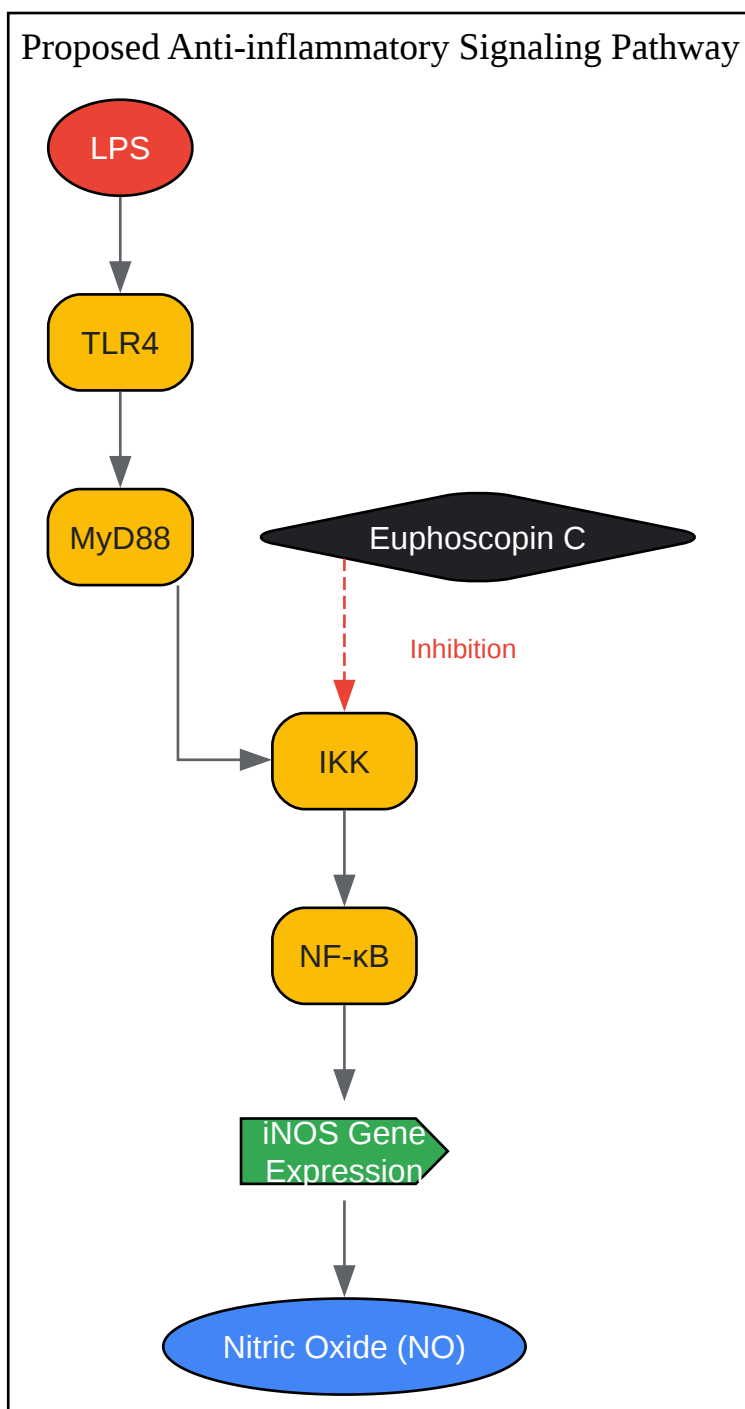 Proposed Anti-inflammatory Signaling Pathway
LPS
TLR4
MyD88
Euphoscopin C
Inhibition
IKK
NF-κB
iNOS Gene
Expression
Nitric Oxide (NO)